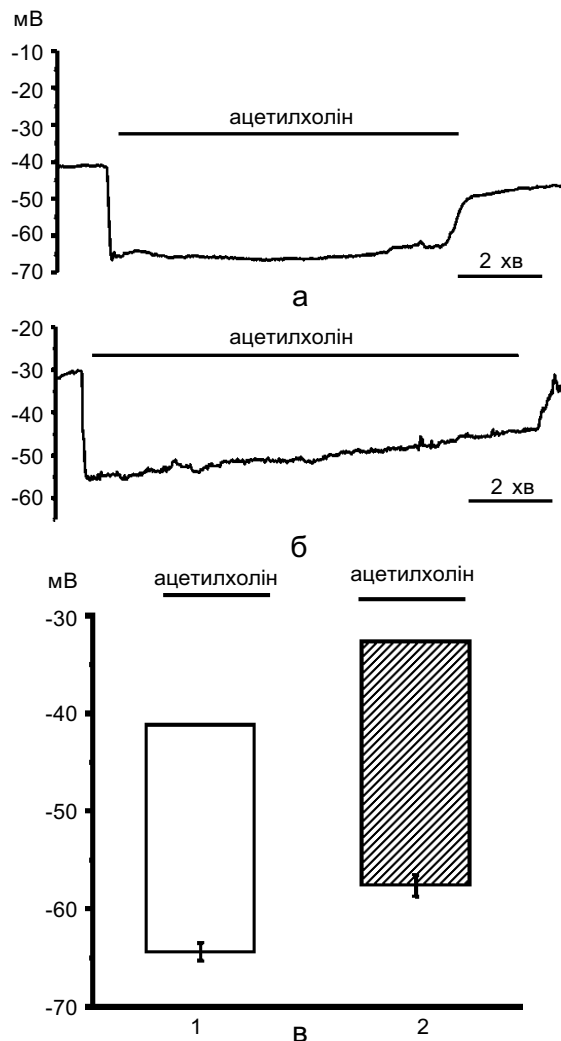 мВ
-10
-20
-30
ацетилхолін
-40
-50
-60
-70
2 хв
а
-20
ацетилхолін
-30
-40
-50
-60
2 хв
б
мВ
ацетилхолін
ацетилхолін
-30
-40
-50
-60
-70
1
2
в